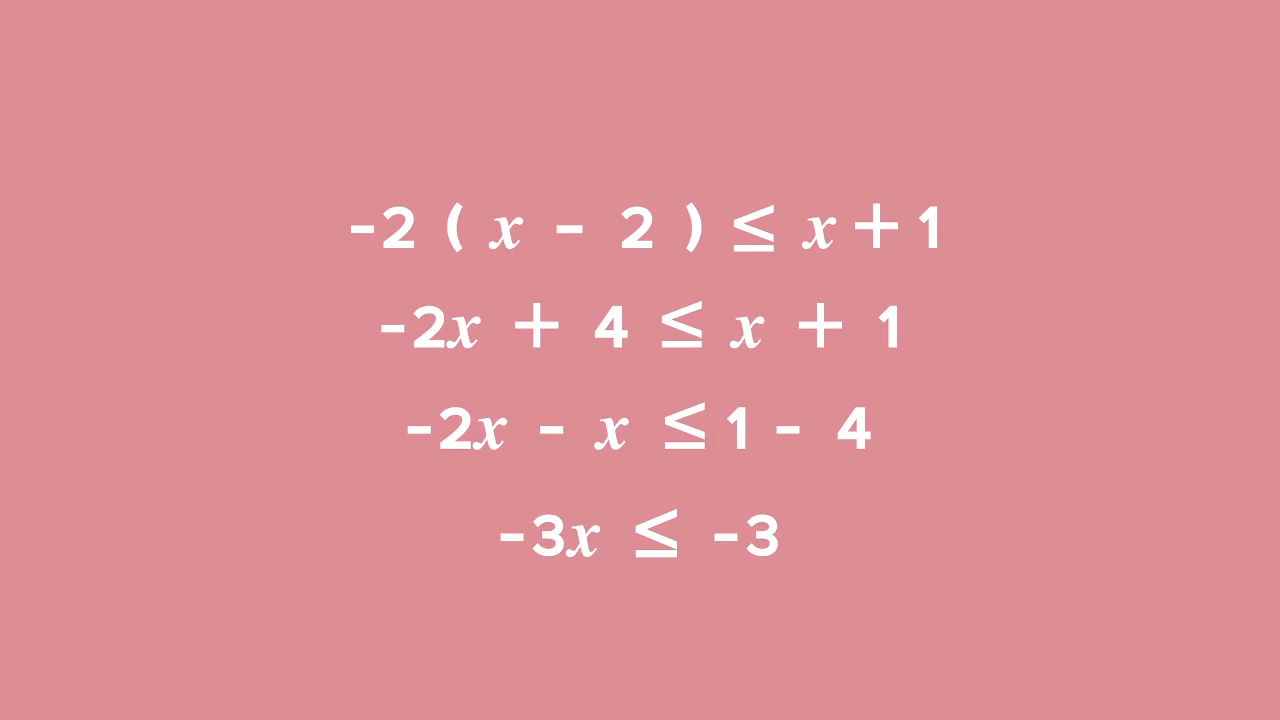 -2 ( x - 2 ) ≤ x + 1
-2x + 4 ≤ x + 1
-2x - x ≤ 1 - 4
-3x ≤ -3